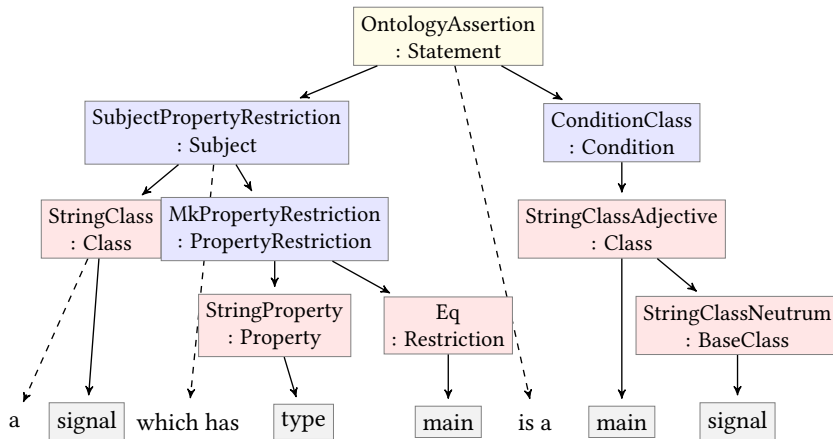 OntologyAssertion
: Statement
SubjectPropertyRestriction
: Subject
ConditionClass
: Condition
StringClass
: Class
MkPropertyRestriction
: PropertyRestriction
StringClassAdjective
: Class
StringProperty
: Property
Eq
: Restriction
StringClassNeutrum
: BaseClass
a signal which has type main is a main signal